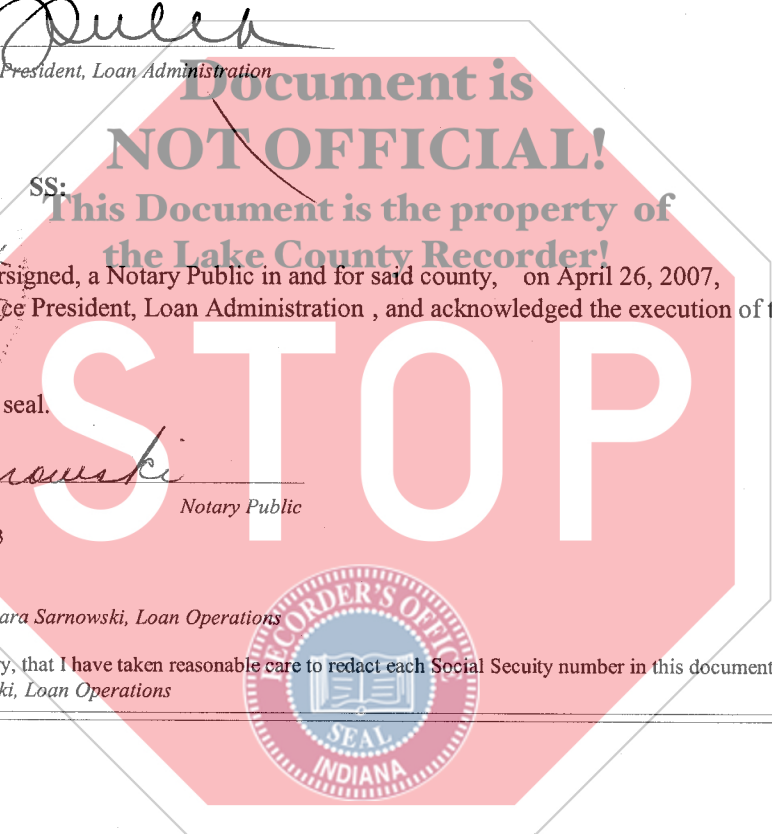 President, Loan Administration
Document is
NOT OFFICIAL!
SS:
This Document is the property of
the Lake County Recorder!
rsigned, a Notary Public in and for said county, on April 26, 2007,
ce President, Loan Administration , and acknowledged the execution of t
STOP
seal.
nowski
Notary Public
3
ara Sarnowski, Loan Operations
RECORDER'S OFFICE
y, that I have taken reasonable care to redact each Social Secuity number in this document
ki, Loan Operations
SEAL
INDIANA